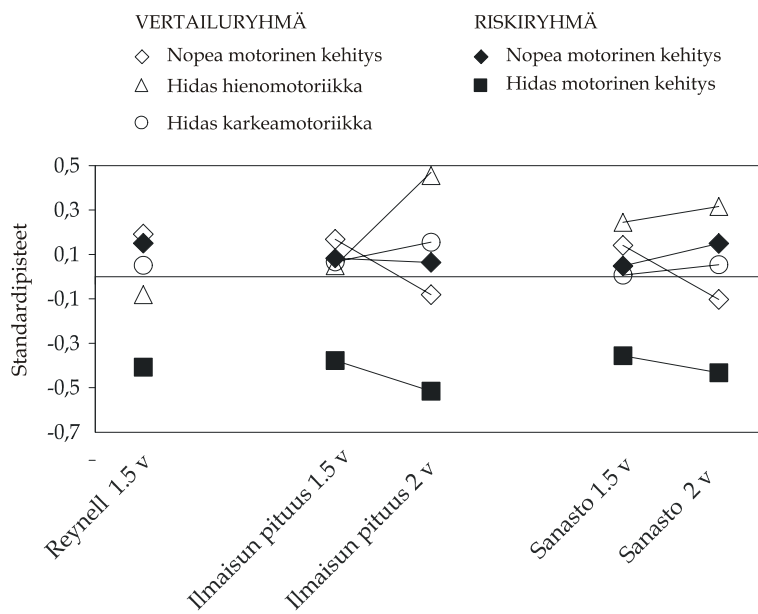 VERTAILURYHMÄ
Nopea motorinen kehitys
Hidas hienomotoriikka
Hidas karkeamotoriikka
RISKIRYHMÄ
Nopea motorinen kehitys
Hidas motorinen kehitys
Standardipisteet
0,5
0,3
0,1
-0,1
-0,3
-0,5
-0,7
Reynell 1.5 v
Ilmaisun pituus 1.5 v
Ilmaisun pituus 2 v
Sanasto 1.5 v
Sanasto 2 v